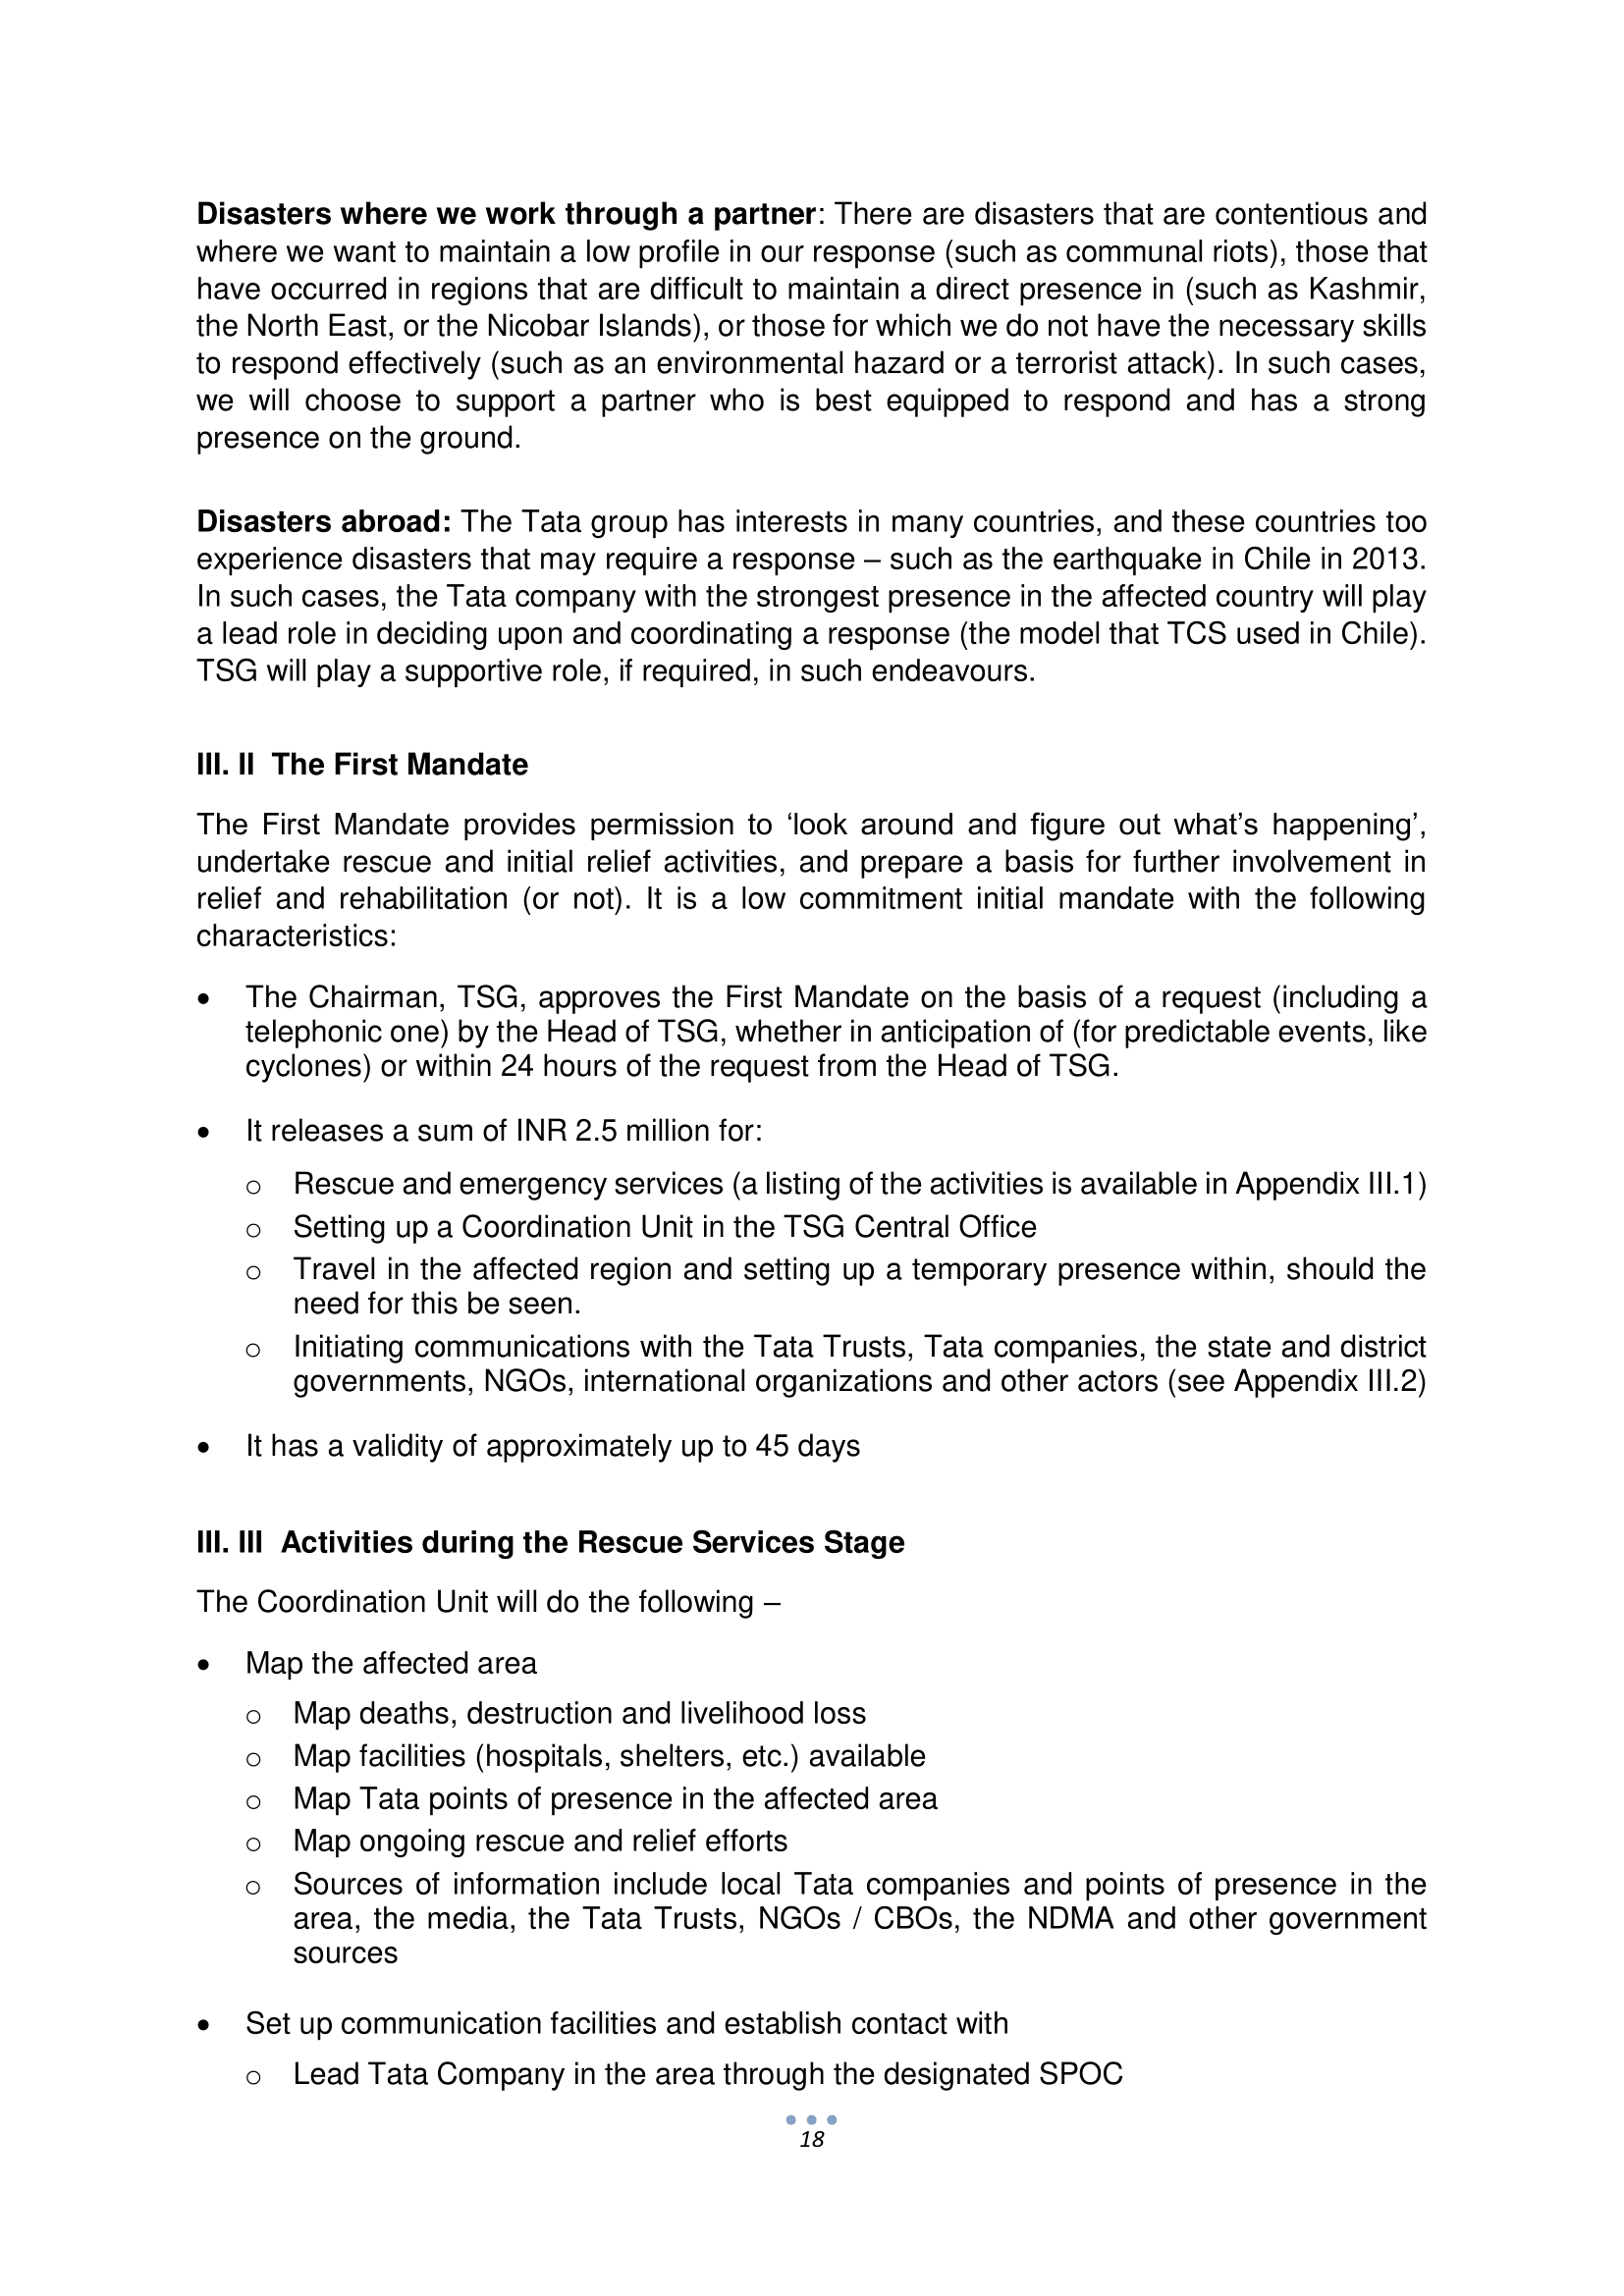 Disasters where we work through a partner: There are disasters that are contentious and
where we want to maintain a low profile in our response (such as communal riots), those that
have occurred in regions that are difficult to maintain a direct presence in (such as Kashmir,
the North East, or the Nicobar Islands), or those for which we do not have the necessary skills
to respond effectively (such as an environmental hazard or a terrorist attack). In such cases,
we will choose to support a partner who is best equipped to respond and has a strong
presence on the ground.
Disasters abroad: The Tata group has interests in many countries, and these countries too
experience disasters that may require a response – such as the earthquake in Chile in 2013.
In such cases, the Tata company with the strongest presence in the affected country will play
a lead role in deciding upon and coordinating a response (the model that TCS used in Chile).
TSG will play a supportive role, if required, in such endeavours.
III. II The First Mandate
The First Mandate provides permission to ‘look around and figure out what’s happening’,
undertake rescue and initial relief activities, and prepare a basis for further involvement in
relief and rehabilitation (or not). It is a low commitment initial mandate with the following
characteristics:
• The Chairman, TSG, approves the First Mandate on the basis of a request (including a
telephonic one) by the Head of TSG, whether in anticipation of (for predictable events, like
cyclones) or within 24 hours of the request from the Head of TSG.
• It releases a sum of INR 2.5 million for:
o Rescue and emergency services (a listing of the activities is available in Appendix III.1)
o Setting up a Coordination Unit in the TSG Central Office
o Travel in the affected region and setting up a temporary presence within, should the
need for this be seen.
o Initiating communications with the Tata Trusts, Tata companies, the state and district
governments, NGOs, international organizations and other actors (see Appendix III.2)
• It has a validity of approximately up to 45 days
III. III Activities during the Rescue Services Stage
The Coordination Unit will do the following –
• Map the affected area
o Map deaths, destruction and livelihood loss
o Map facilities (hospitals, shelters, etc.) available
o Map Tata points of presence in the affected area
o Map ongoing rescue and relief efforts
o Sources of information include local Tata companies and points of presence in the
area, the media, the Tata Trusts, NGOs / CBOs, the NDMA and other government
sources
• Set up communication facilities and establish contact with
o Lead Tata Company in the area through the designated SPOC
18